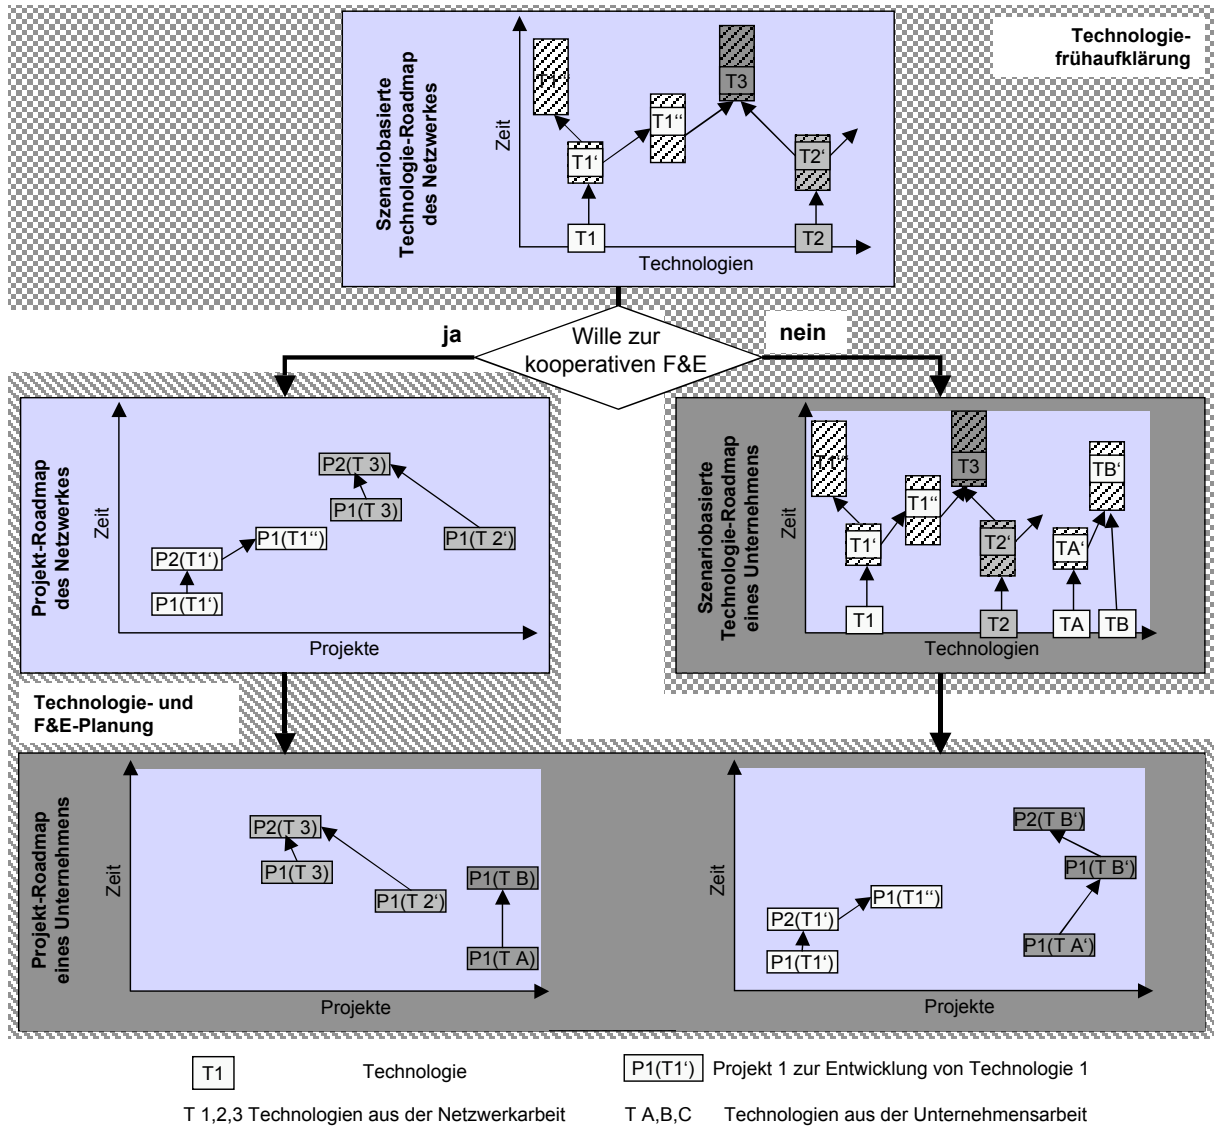 Technologie-
frühaufklärung
Szenariobasierte
Technologie-Roadmap
des Netzwerkes
Zeit
T3
T1‘‘
T1‘
T2‘
T1
T2
Technologien
ja
nein
Wille zur
kooperativen F&E
Projekt-Roadmap
des Netzwerkes
Zeit
P2(T 3)
P1(T 3)
P1(T1‘‘)
P1(T 2‘)
P2(T1‘)
P1(T1‘)
Projekte
Szenariobasierte
Technologie-Roadmap
eines Unternehmens
Zeit
T3
TB‘
T1‘‘
T1‘
T2‘
TA‘
T1
T2
TA
TB
Technologien
Technologie- und
F&E-Planung
Projekt-Roadmap
eines Unternehmens
Zeit
P2(T 3)
P1(T 3)
P1(T 2‘)
P1(T B)
P1(T A)
Projekte
Zeit
P2(T B‘)
P1(T B‘)
P1(T1‘‘)
P2(T1‘)
P1(T A‘)
P1(T1‘)
Projekte
T1 Technologie
P1(T1‘) Projekt 1 zur Entwicklung von Technologie 1
T 1,2,3 Technologien aus der Netzwerkarbeit
T A,B,C Technologien aus der Unternehmensarbeit